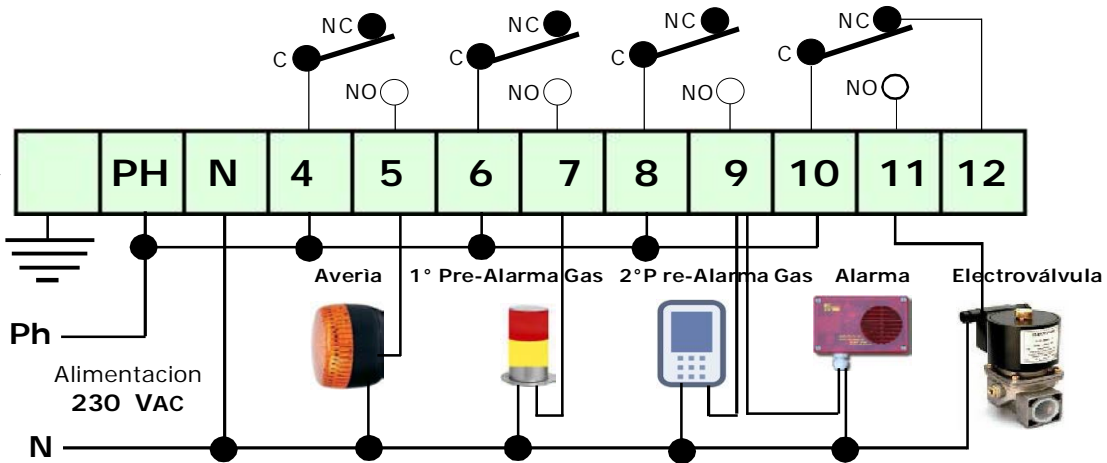 NC NC NC NC
C C C C
NO NO NO NO
PH N 4 5 6 7 8 9 10 11 12
Averìa 1° Pre-Alarma Gas 2°P re-Alarma Gas Alarma Electroválvula
Ph
Alimentacion
230 VAC
N